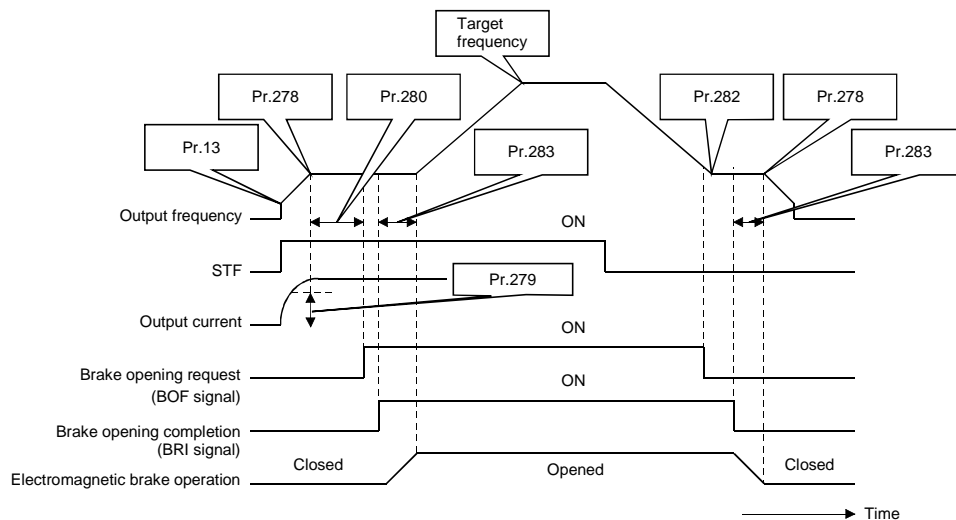 Target
frequency
Pr.278
Pr.280
Pr.282
Pr.278
Pr.13
Pr.283
Pr.283
Output frequency
ON
STF
Pr.279
Output current
ON
Brake opening request
(BOF signal)
ON
Brake opening completion
(BRI signal)
Closed
Opened
Closed
Electromagnetic brake operation
Time